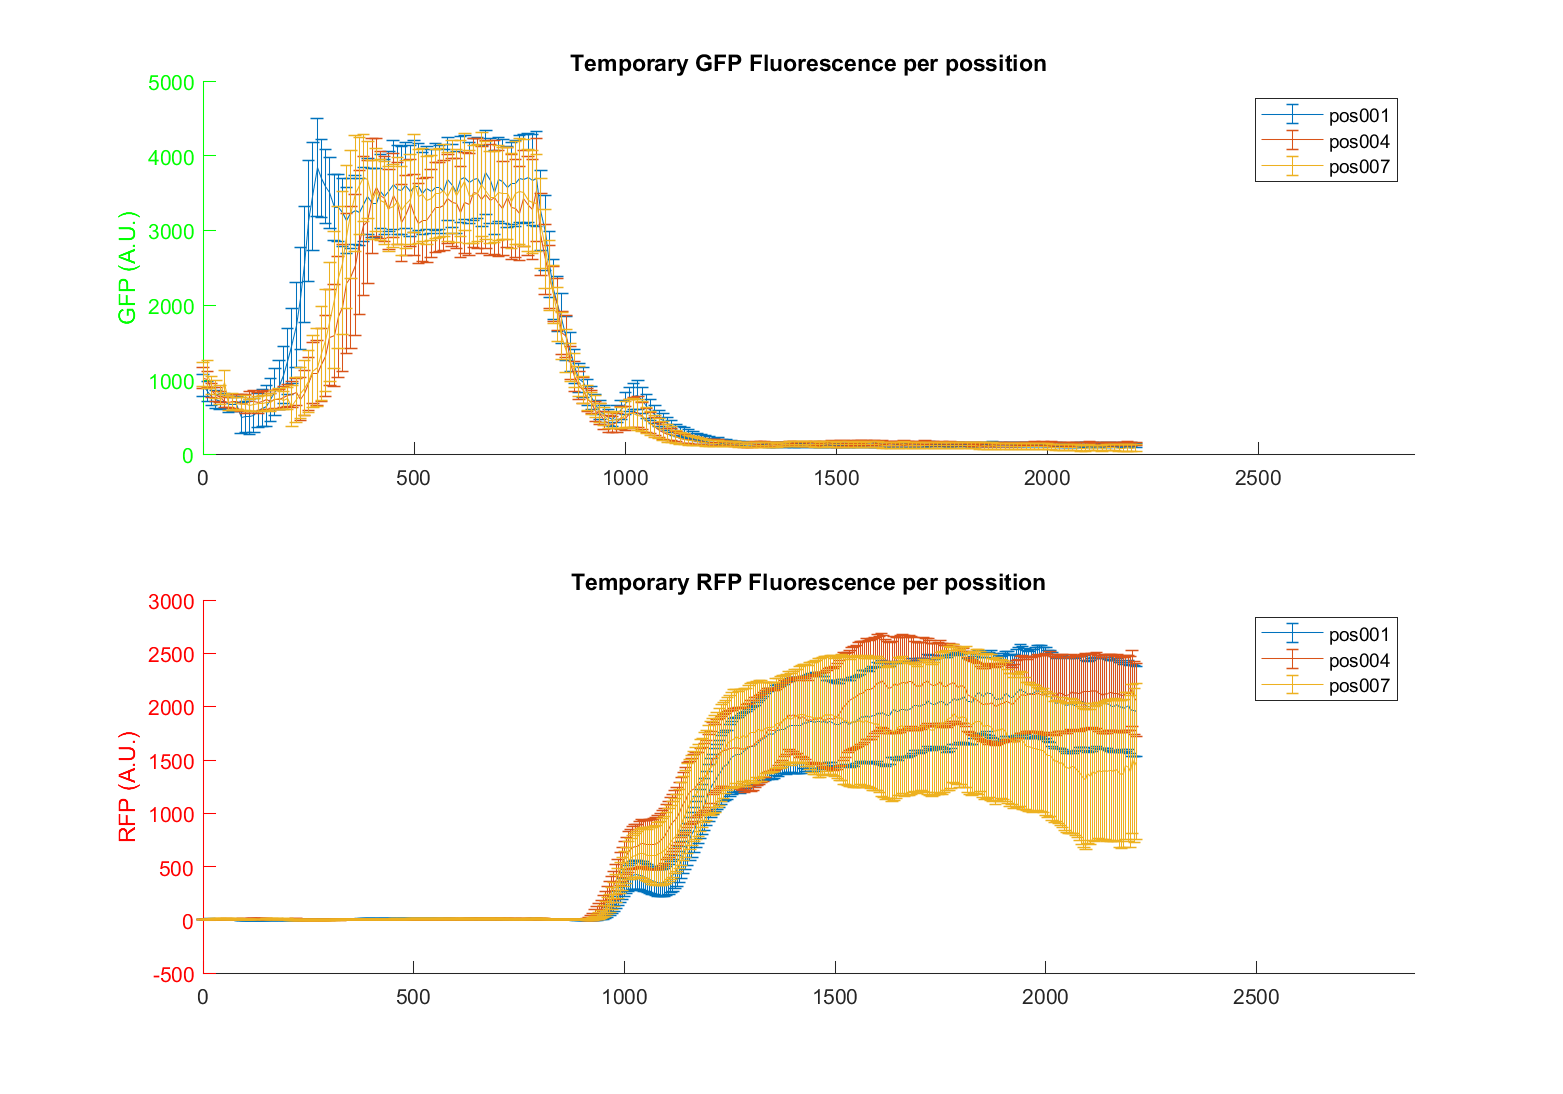 Temporary GFP Fluorescence per possition
5000
4000
3000
2000
1000
0
GFP (A.U.)
0 500 1000 1500 2000 2500
pos001
pos004
pos007
Temporary RFP Fluorescence per possition
3000
2500
2000
1500
1000
500
0
-500
RFP (A.U.)
0 500 1000 1500 2000 2500
pos001
pos004
pos007